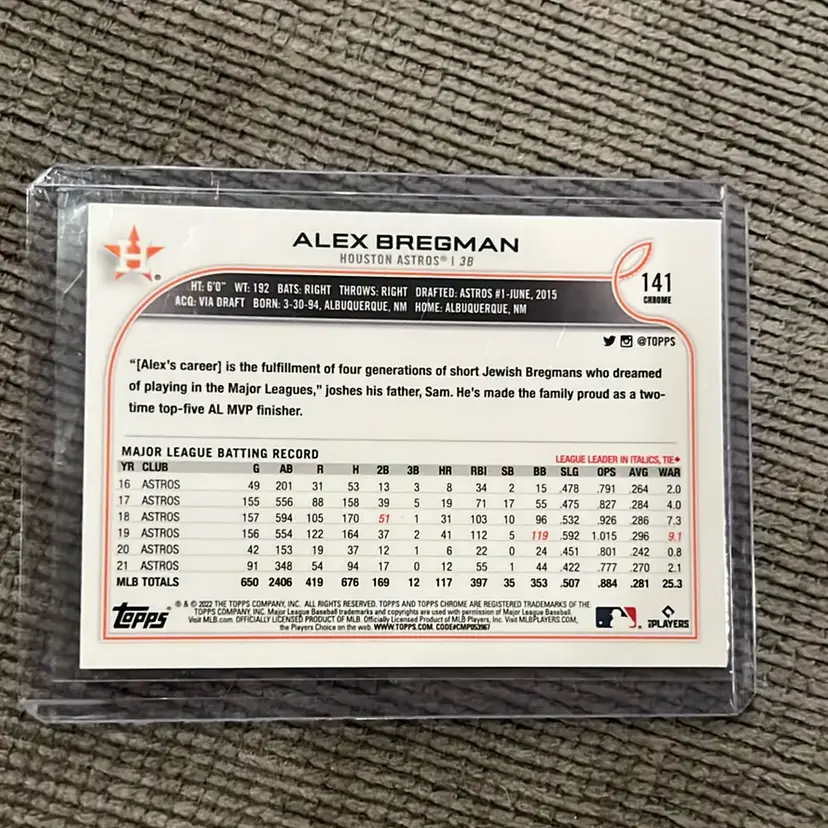 H
ALEX BREGMAN
HOUSTON ASTROS® | 3B
141
CHROME
HT: 6'0" WT: 192 BATS: RIGHT THROWS: RIGHT DRAFTED: ASTROS #1-JUNE, 2015
ACQ: VIA DRAFT BORN: 3-30-94, ALBUQUERQUE, NM HOME: ALBUQUERQUE, NM
@TOPPS
"[Alex's career] is the fulfillment of four generations of short Jewish Bregmans who dreamed
of playing in the Major Leagues," joshes his father, Sam. He's made the family proud as a two-
time top-five AL MVP finisher.
MAJOR LEAGUE BATTING RECORD
LEAGUE LEADER IN ITALICS, TIE♦
YR CLUB G AB R H 2B 3B HR RBI SB BB SLG OPS AVG WAR
16 ASTROS 49 201 31 53 13 3 8 34 2 15 .478 .791 .264 2.0
17 ASTROS 155 556 88 158 39 5 19 71 17 55 .475 .827 .284 4.0
18 ASTROS 157 594 105 170 51 1 31 103 10 96 .532 .926 .286 7.3
19 ASTROS 156 554 122 164 37 2 41 112 5 119 .592 1.015 .296 9.1
20 ASTROS 42 153 19 37 12 1 6 22 0 24 .451 .801 .242 0.8
21 ASTROS 91 348 54 94 17 0 12 55 1 44 .422 .777 .270 2.1
MLB TOTALS 650 2406 419 676 169 12 117 397 35 353 .507 .884 .281 25.3
Topps
® & © 2022 THE TOPPS COMPANY, INC. ALL RIGHTS RESERVED. TOPPS AND TOPPS CHROME ARE REGISTERED TRADEMARKS OF THE
TOPPS COMPANY, INC. Major League Baseball trademarks and copyrights are used with permission of Major League Baseball.
Visit MLB.com. OFFICIALLY LICENSED PRODUCT OF MLB. Officially Licensed Product of MLB Players, Inc. Visit MLBPLAYERS.COM,
the Players Choice on the web. WWW.TOPPS.COM. CODE#CMP053967
PLAYERS